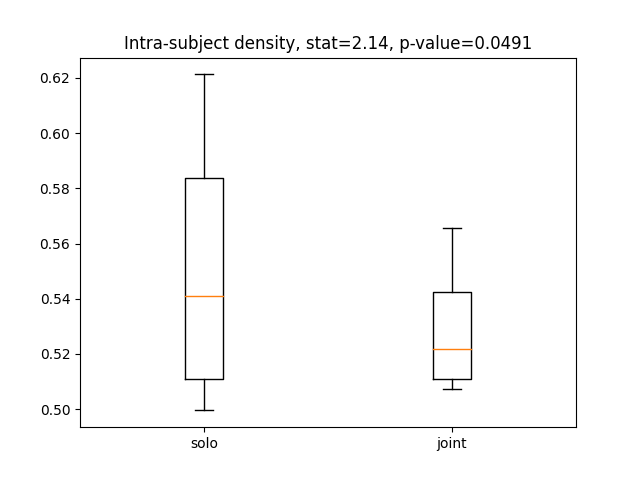 Intra-subject density, stat=2.14, p-value=0.0491
0.62
0.60
0.58
0.56
0.54
0.52
0.50
solo
joint